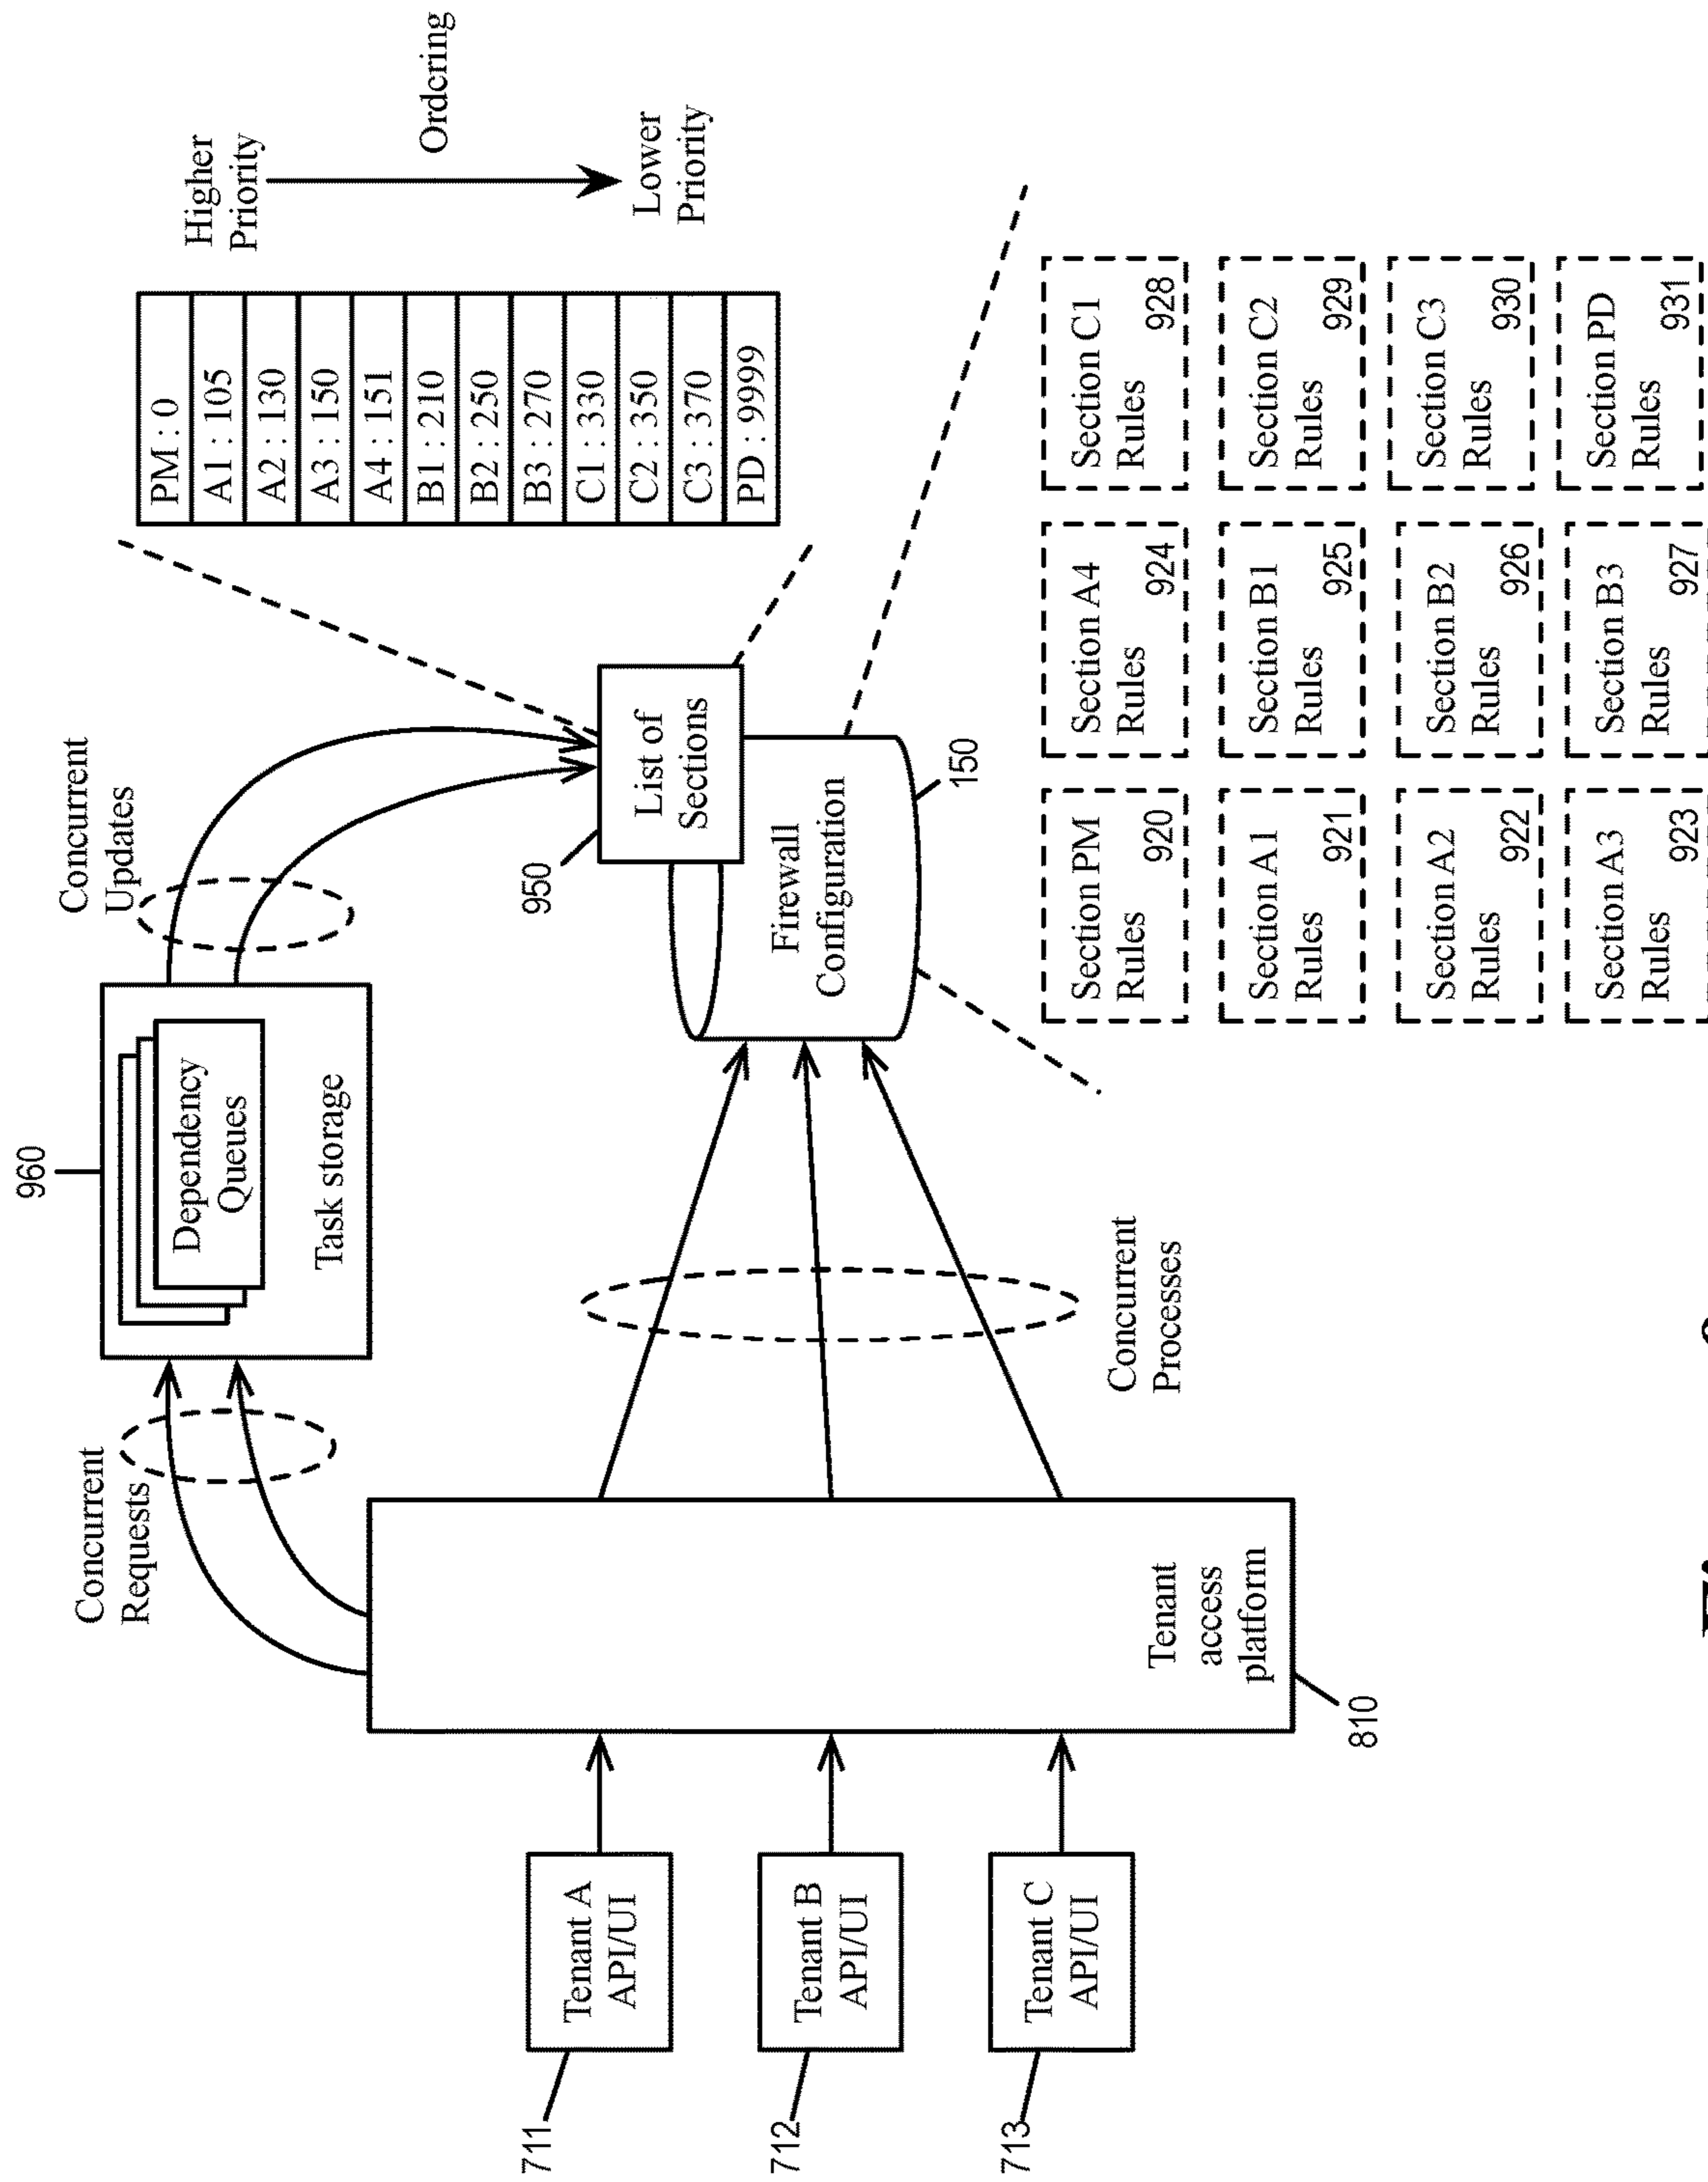 960
Concurrent
Requests
Dependency
Queues
Task storage
Concurrent
Updates
PM : 0
A1 : 105
A2 : 130
A3 : 150
A4 : 151
B1 : 210
B2 : 250
B3 : 270
C1 : 330
C2 : 350
C3 : 370
PD : 9999
Higher
Priority
Ordering
Lower
Priority
950
List of
Sections
Firewall
Configuration
150
711
Tenant A
API/UI
712
Tenant B
API/UI
713
Tenant C
API/UI
Tenant
access
platform
810
Concurrent
Processes
Section PM
Rules
920
Section A4
Rules
924
Section C1
Rules
928
Section A1
Rules
921
Section B1
Rules
925
Section C2
Rules
929
Section A2
Rules
922
Section B2
Rules
926
Section C3
Rules
930
Section A3
Rules
923
Section B3
Rules
927
Section PD
Rules
931